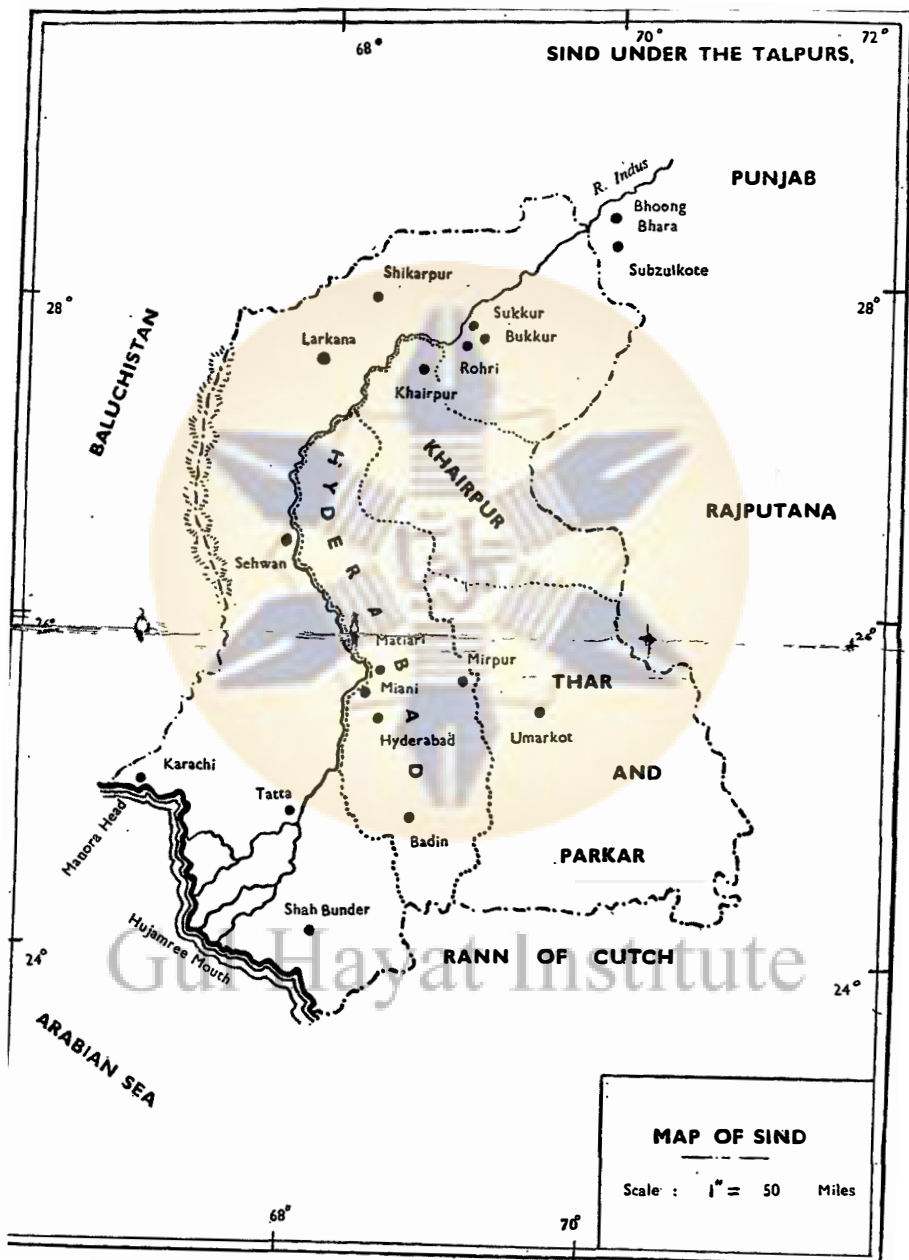 68°
70°
72°
SIND UNDER THE TALPURS.
PUNJAB
R. Indus
Bhoong
Bhara
Subzulkote
28°
28°
Shikarpur
Sukkur
Bukkur
Larkana
Rohri
Khairpur
BALUCHISTAN
HYDERABAD
KHAIRPUR
RAJPUTANA
Sehwan
26°
26°
Matiari
Mirpur
Miani
THAR
Hyderabad
Umarkot
Karachi
AND
Tatta
Manora Head
Badin
PARKAR
Shah Bunder
Hujamree Mouth
RANN OF CUTCH
24°
Gul Hayat Institute
24°
ARABIAN SEA
MAP OF SIND
Scale : 1" = 50 Miles
68°
70°